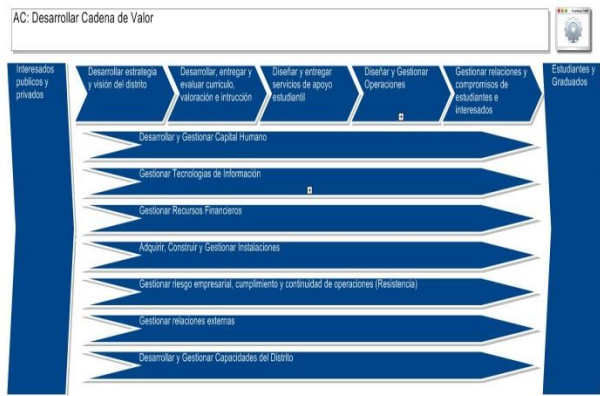 AC: Desarrollar Cadena de Valor
Interesados
publicos y
privados
Desarrollar estrategia
y visión del distrito
Desarrollar, entregar y
evaluar currículo,
valoración e intrucción
Diseñar y entregar
servicios de apoyo
estudiantil
Diseñar y Gestionar
Operaciones
Gestionar relaciones y
compromisos de
estudiantes e
interesados
Estudiantes y
Graduados
Desarrollar y Gestionar Capital Humano
Gestionar Tecnologías de Información
Gestionar Recursos Financieros
Adquirir, Construir y Gestionar Instalaciones
Gestionar riesgo empresarial, cumplimiento y continuidad de operaciones (Resistencia)
Gestionar relaciones externas
Desarrollar y Gestionar Capacidades del Distrito